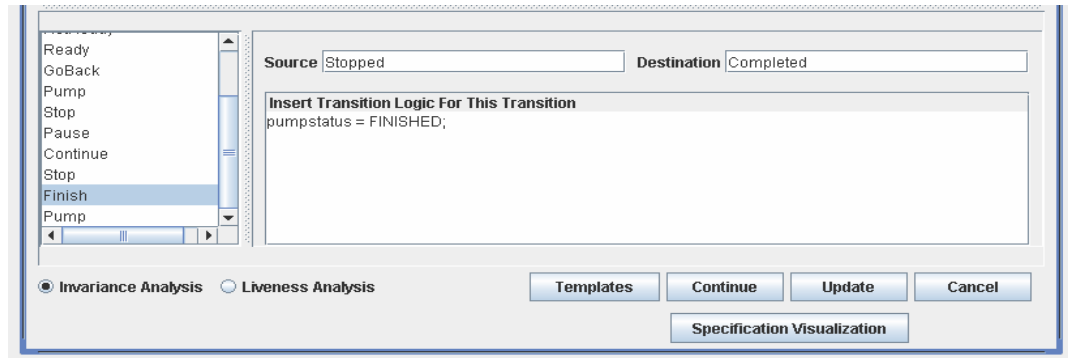 Ready
GoBack
Pump
Stop
Pause
Continue
Stop
Finish
Pump
Source Stopped Destination Completed
Insert Transition Logic For This Transition
pumpstatus = FINISHED;
Invariance Analysis Liveness Analysis Templates Continue Update Cancel
Specification Visualization